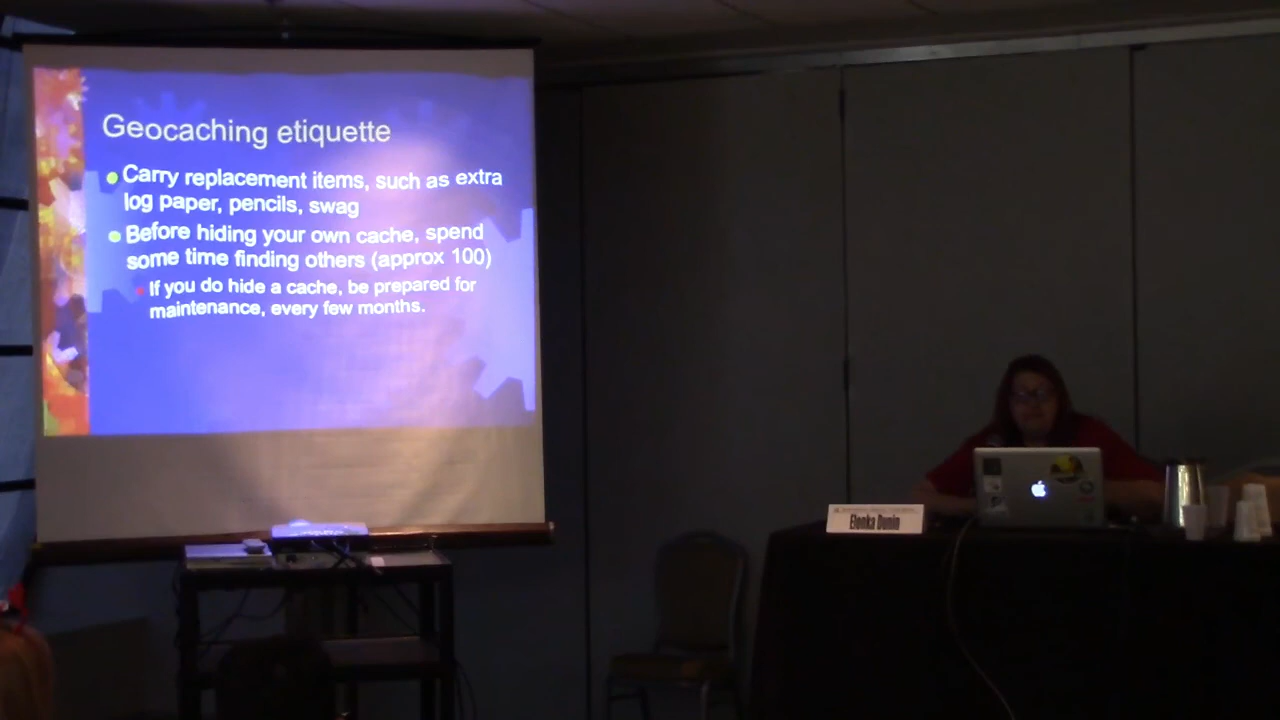 Geocaching etiquette
Carry replacement items, such as extra
log paper, pencils, swag
Before hiding your own cache, spend
some time finding others (approx 100)
If you do hide a cache, be prepared for
maintenance, every few months.
Elonka Dunin